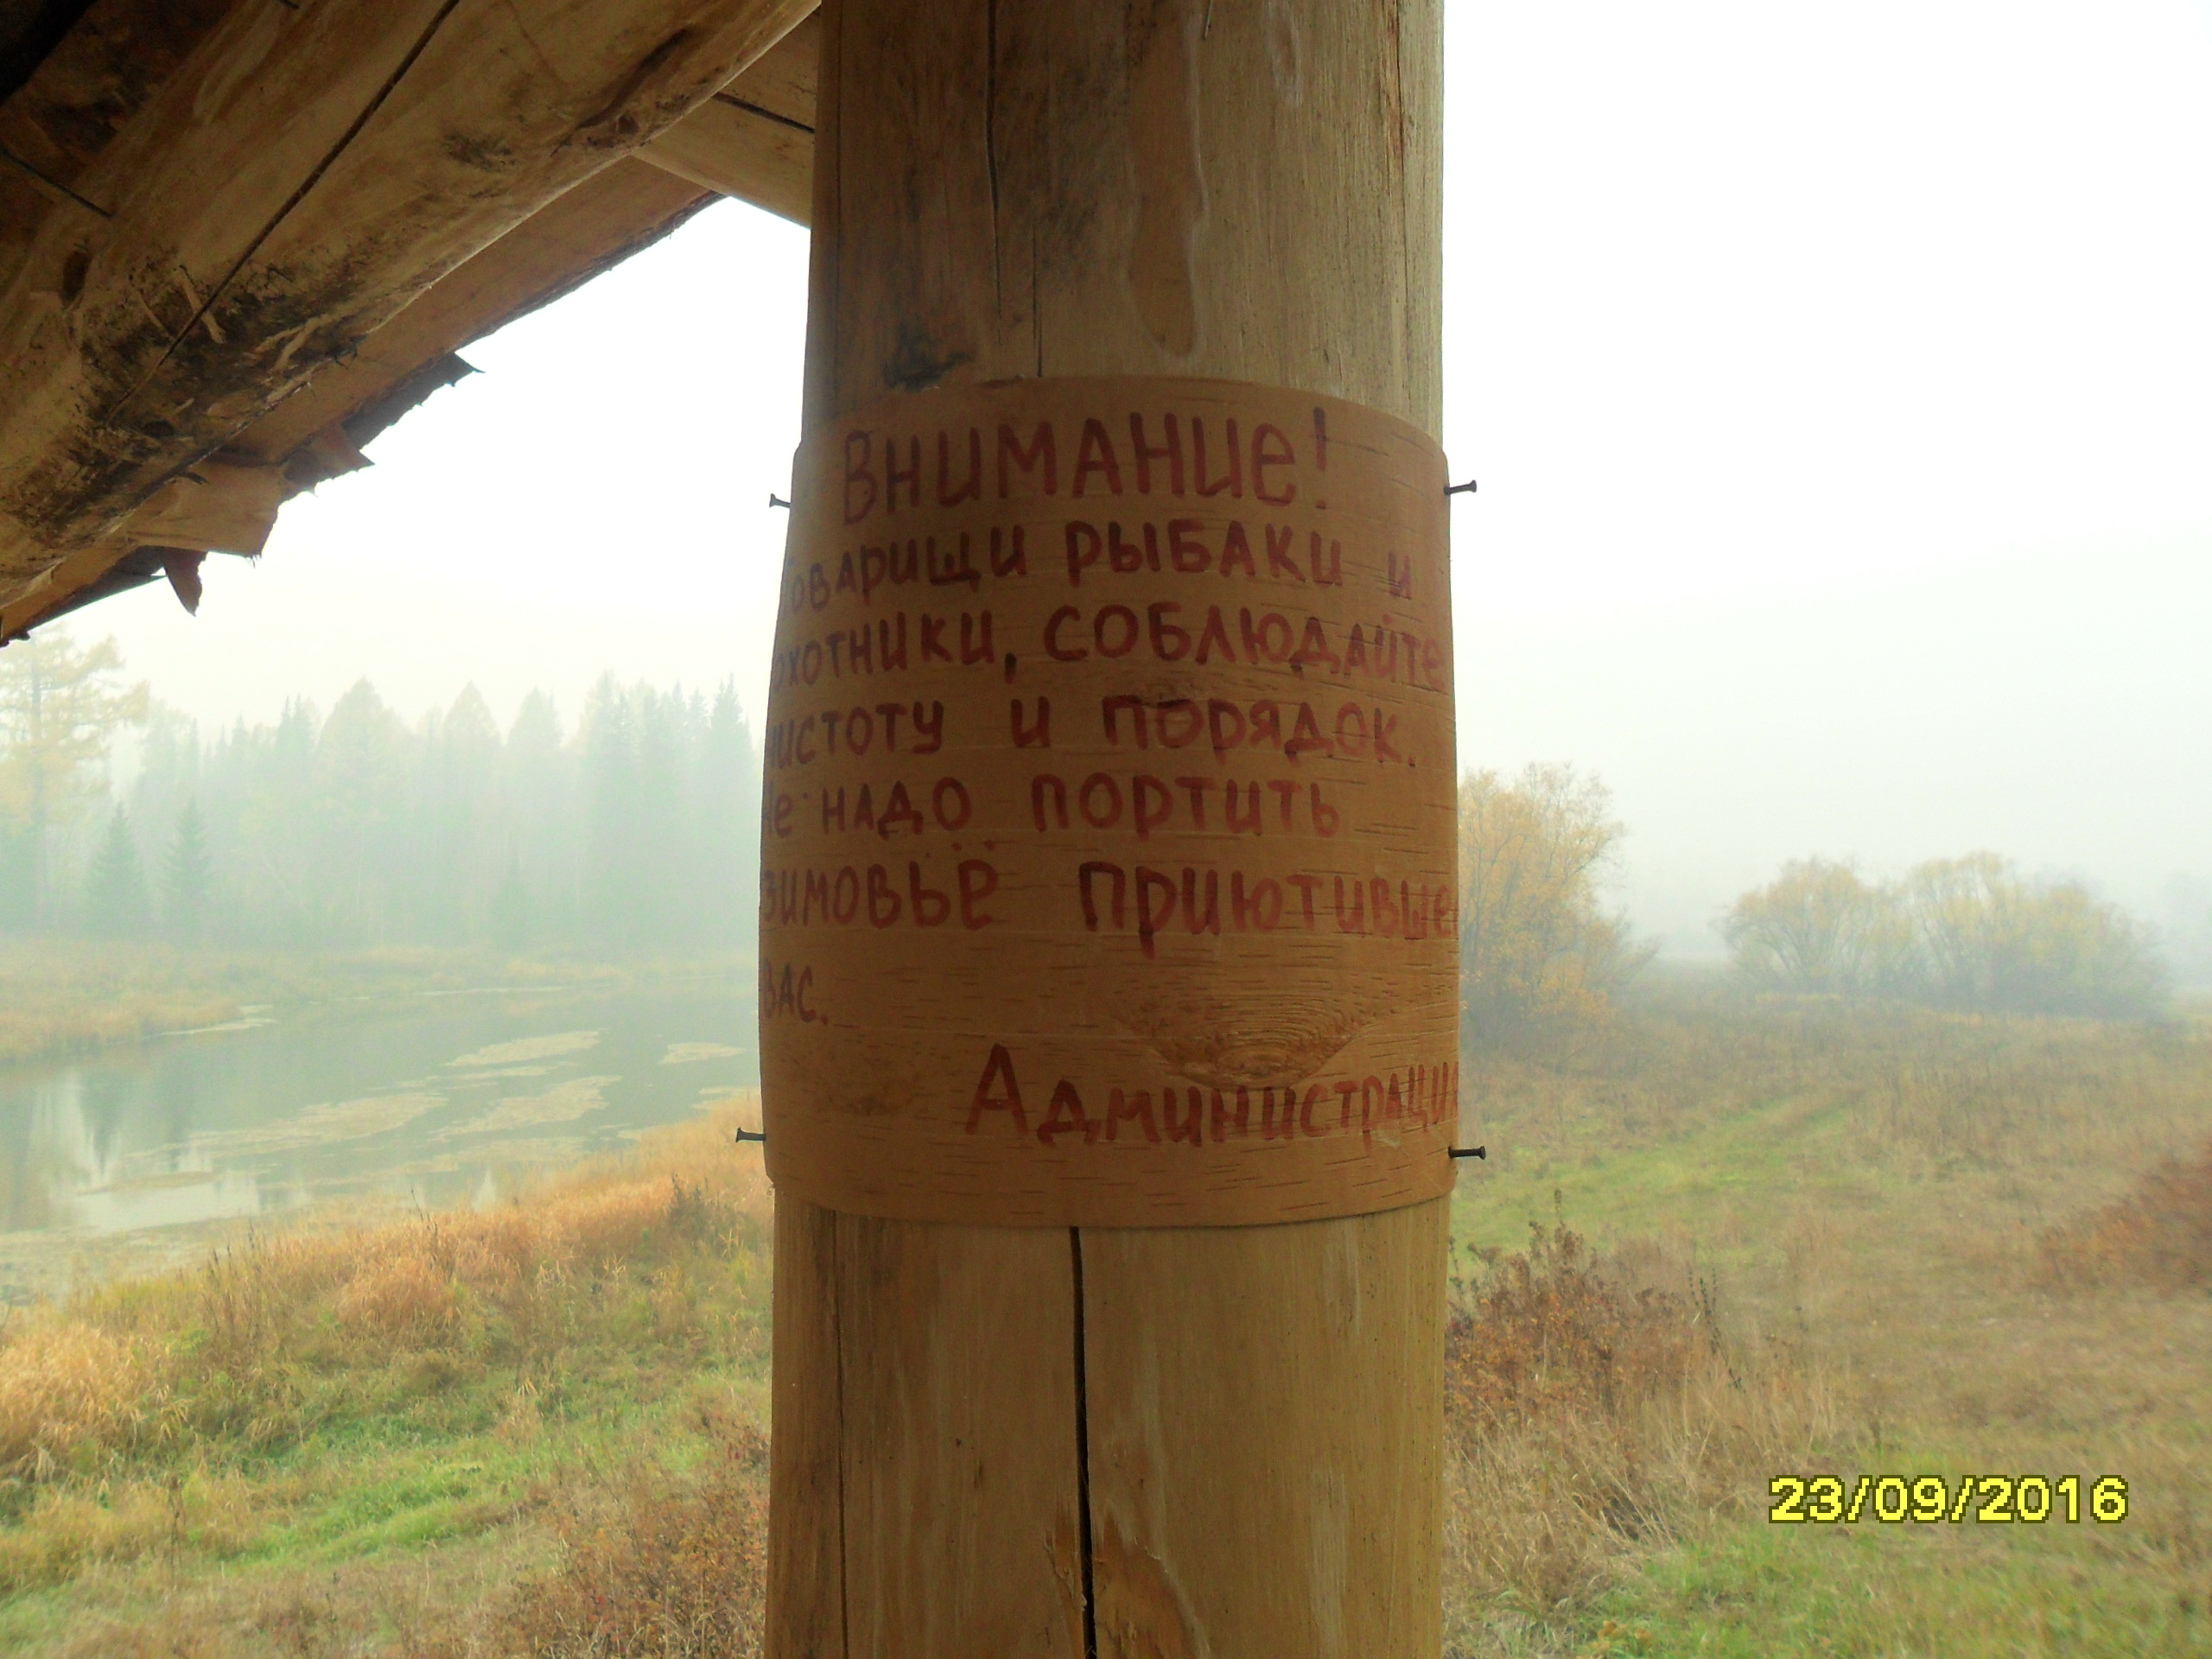 Внимание!
Товарищи рыбаки и
охотники, соблюдайте
чистоту и порядок.
Не надо портить
зимовьё приютившее
вас.
Администрация
23/09/2016